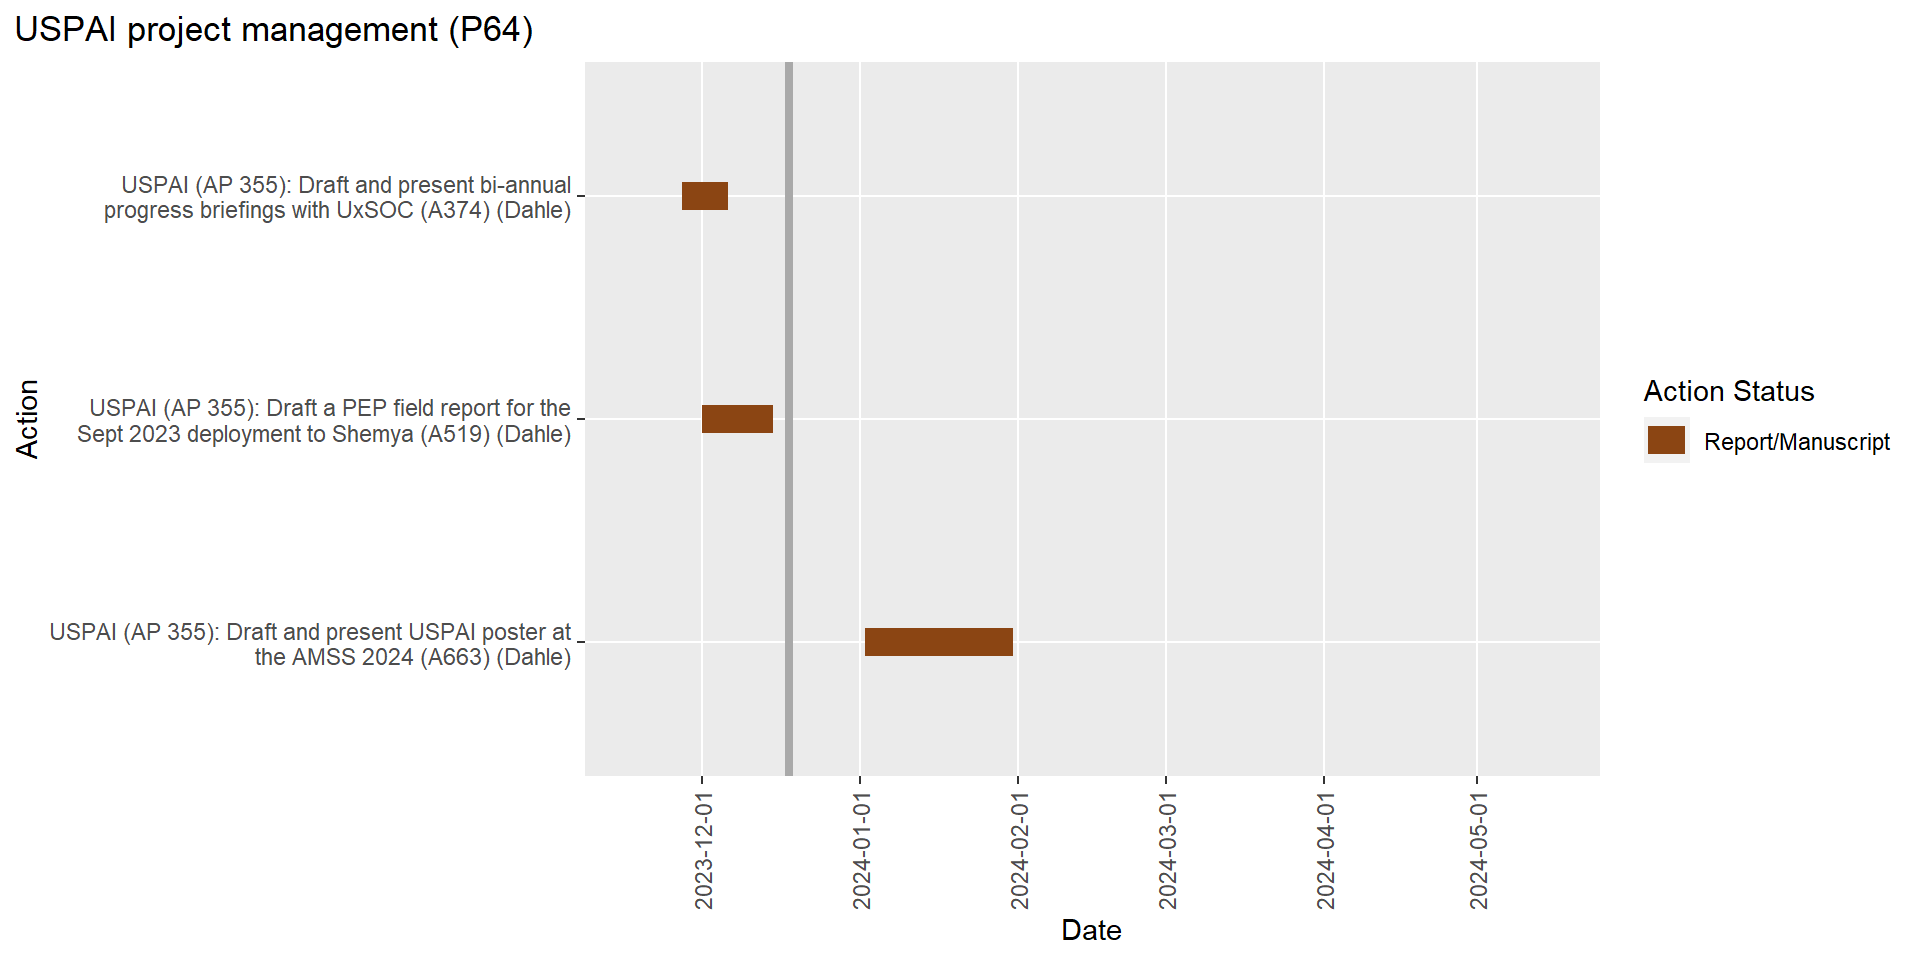 USPAI project management (P64)
USPAI (AP 355): Draft and present bi-annual
progress briefings with UxSOC (A374) (Dahle)
USPAI (AP 355): Draft a PEP field report for the
Sept 2023 deployment to Shemya (A519) (Dahle)
USPAI (AP 355): Draft and present USPAI poster at
the AMSS 2024 (A663) (Dahle)
Action
2023-12-01
2024-01-01
2024-02-01
2024-03-01
2024-04-01
2024-05-01
Date
Action Status
Report/Manuscript